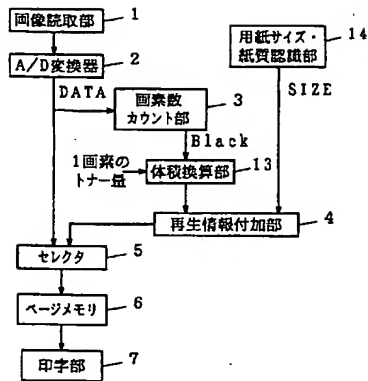 画像読取部
1
A/D変換器
2
DATA
画素数
カウント部
3
用紙サイズ・
紙質認識部
14
SIZE
Black
1画素の
トナー量
体積換算部
13
再生情報付加部
4
セレクタ
5
ページメモリ
6
印字部
7